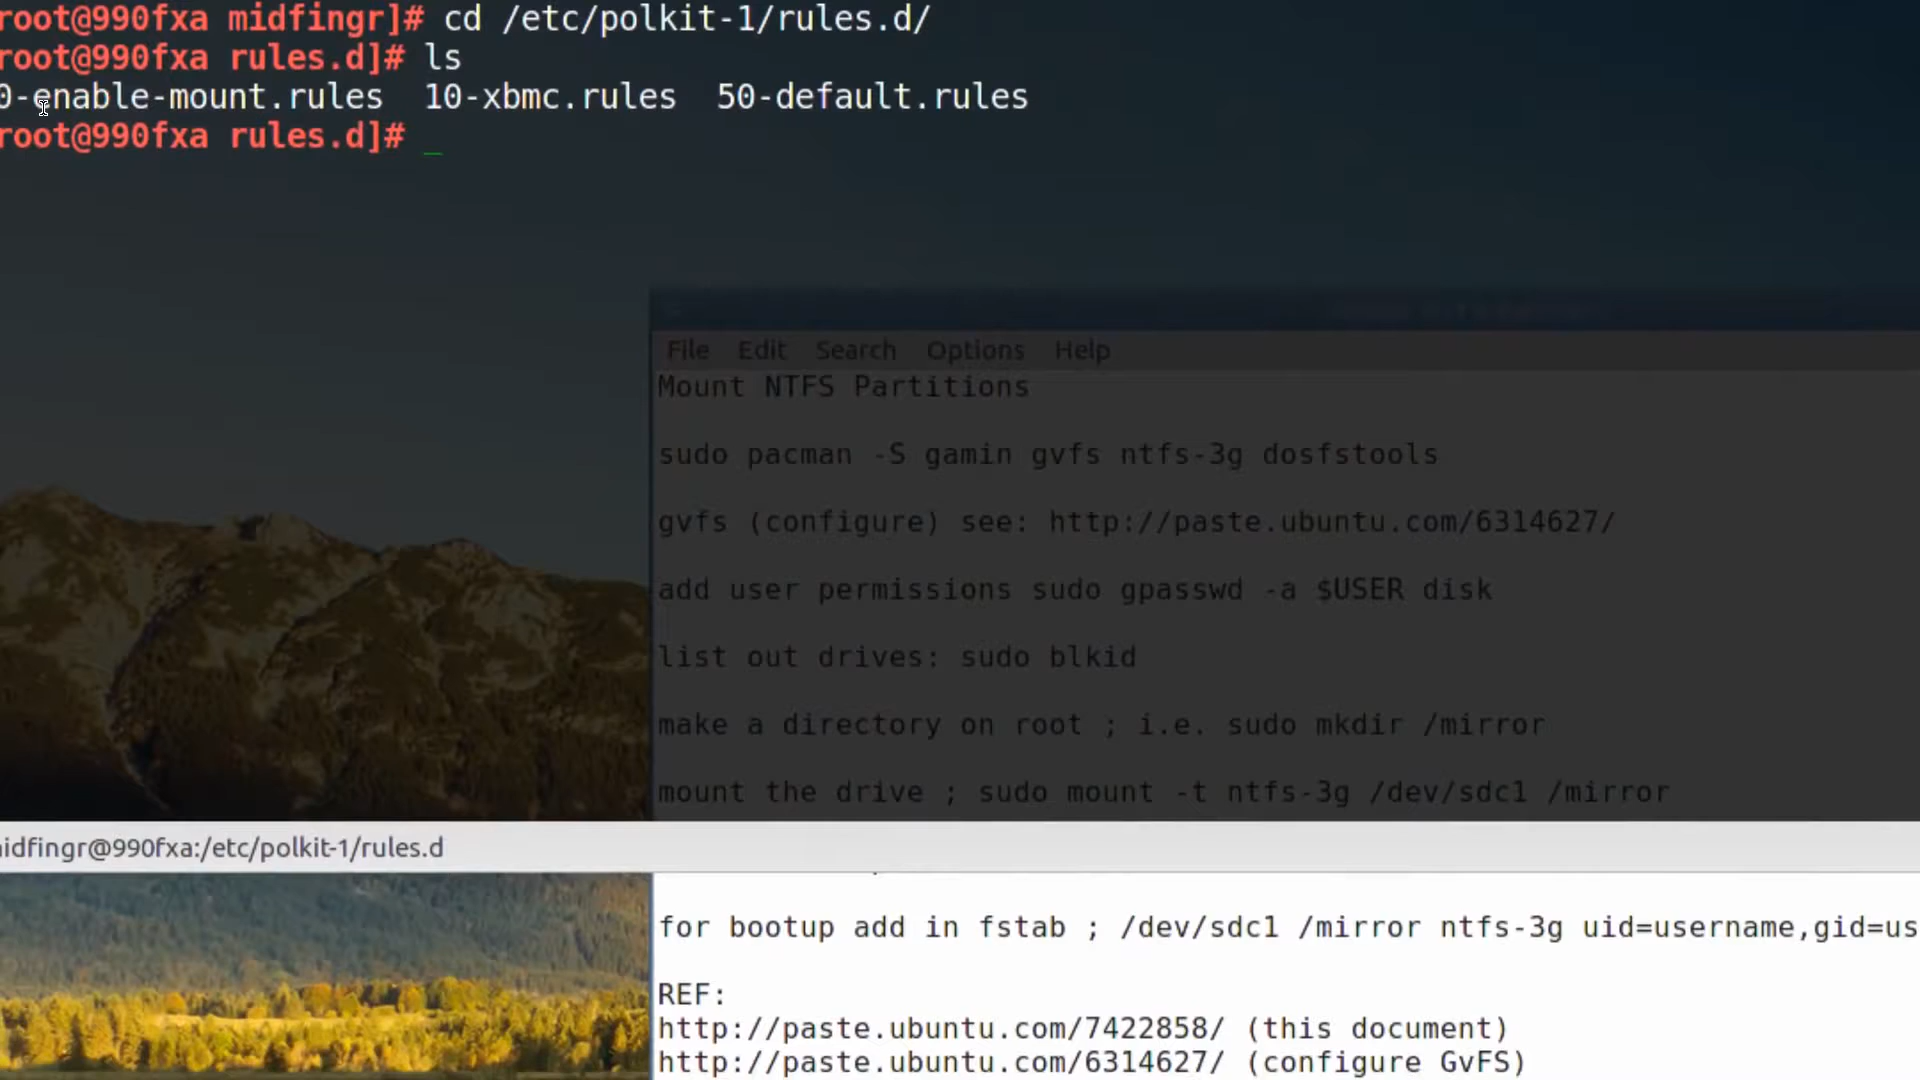 root@990fxa midfingr]# cd /etc/polkit-1/rules.d/
root@990fxa rules.d]# ls
0-enable-mount.rules  10-xbmc.rules  50-default.rules
root@990fxa rules.d]# _
File Edit Search Options Help
Mount NTFS Partitions
sudo pacman -S gamin gvfs ntfs-3g dosfstools
gvfs (configure) see: http://paste.ubuntu.com/6314627/
add user permissions sudo gpasswd -a $USER disk
list out drives: sudo blkid
make a directory on root ; i.e. sudo mkdir /mirror
mount the drive ; sudo mount -t ntfs-3g /dev/sdc1 /mirror
midfingr@990fxa:/etc/polkit-1/rules.d
for bootup add in fstab ; /dev/sdc1 /mirror ntfs-3g uid=username,gid=us
REF:
http://paste.ubuntu.com/7422858/ (this document)
http://paste.ubuntu.com/6314627/ (configure GvFS)